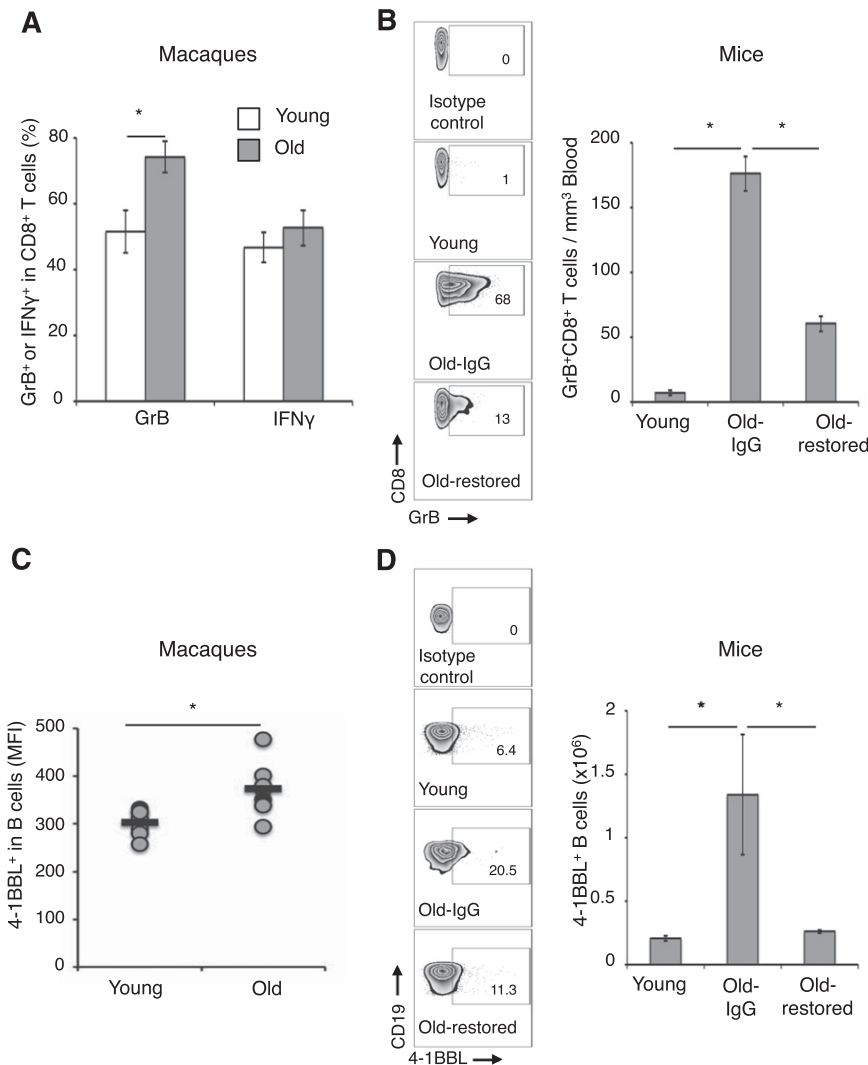 A
Macaques
GrB⁺ or IFNγ⁺ in CD8⁺ T cells (%)
80
60
40
20
0
*
Young
Old
GrB
IFNγ
B
0
Isotype
control
1
Young
68
Old-IgG
13
Old-restored
CD8
GrB
Mice
GrB⁺CD8⁺ T cells / mm³ Blood
200
150
100
50
0
*
*
Young
Old-
IgG
Old-
restored
C
Macaques
4-1BBL⁺ in B cells (MFI)
500
400
300
200
100
0
*
Young
Old
D
0
Isotype
control
6.4
Young
20.5
Old-IgG
11.3
Old-restored
CD19
4-1BBL
Mice
4-1BBL⁺ B cells (x10⁶)
2
1.5
1
0.5
0
*
*
Young
Old-
IgG
Old-
restored